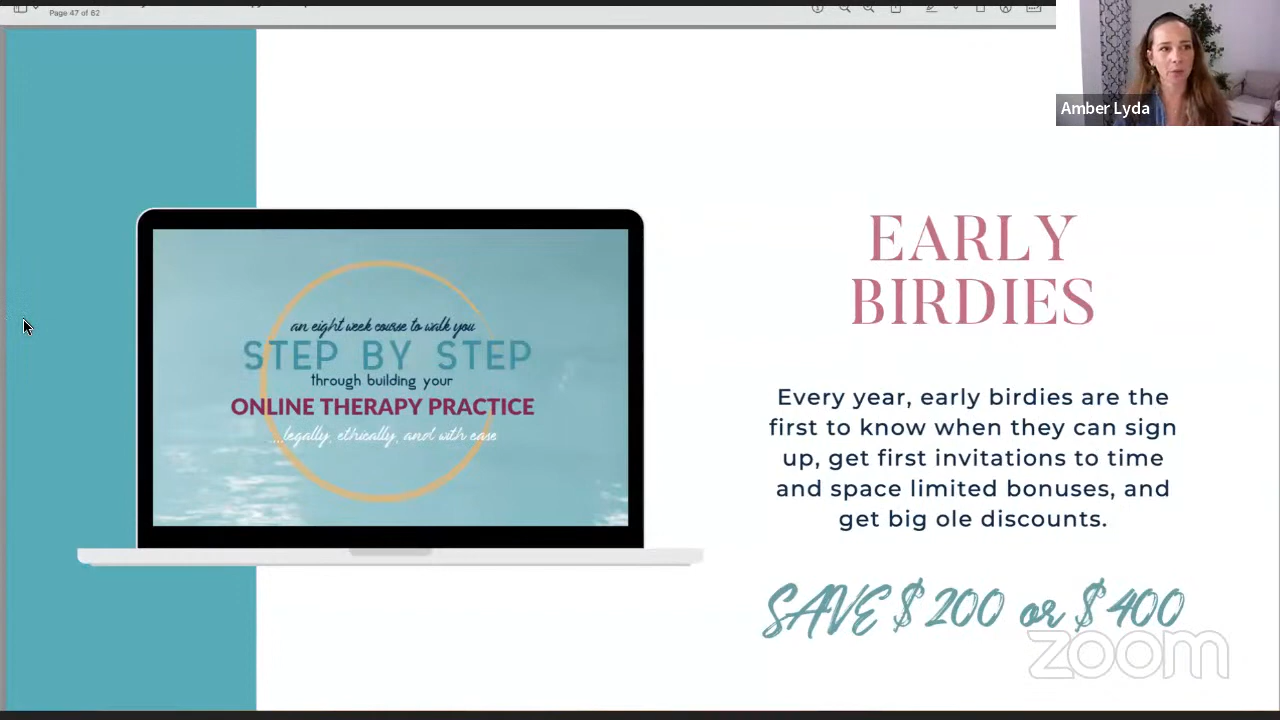 Page 47 of 62
Amber Lyda
an eight week course to walk you
STEP BY STEP
through building your
ONLINE THERAPY PRACTICE
....legally, ethically, and with ease
EARLY
BIRDIES
Every year, early birdies are the
first to know when they can sign
up, get first invitations to time
and space limited bonuses, and
get big ole discounts.
SAVE $200 or $400
zoom